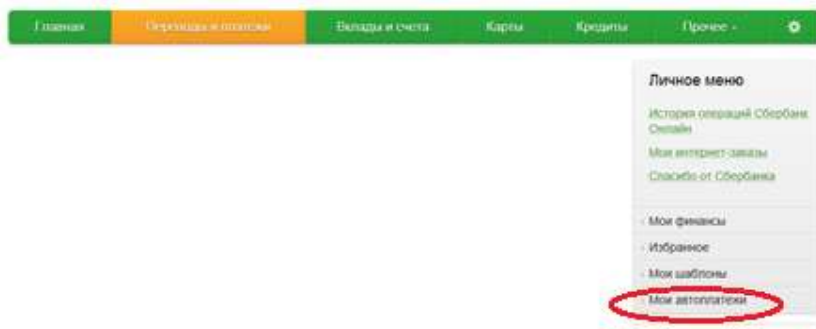 Главная Переводы и платежи Вклады и счета Карты Кредиты Прочее
Личное меню
История операций Сбербанк
Онлайн
Мои интернет-заказы
Спасибо от Сбербанка
Мои финансы
Избранное
Мои шаблоны
Мои автоплатежи